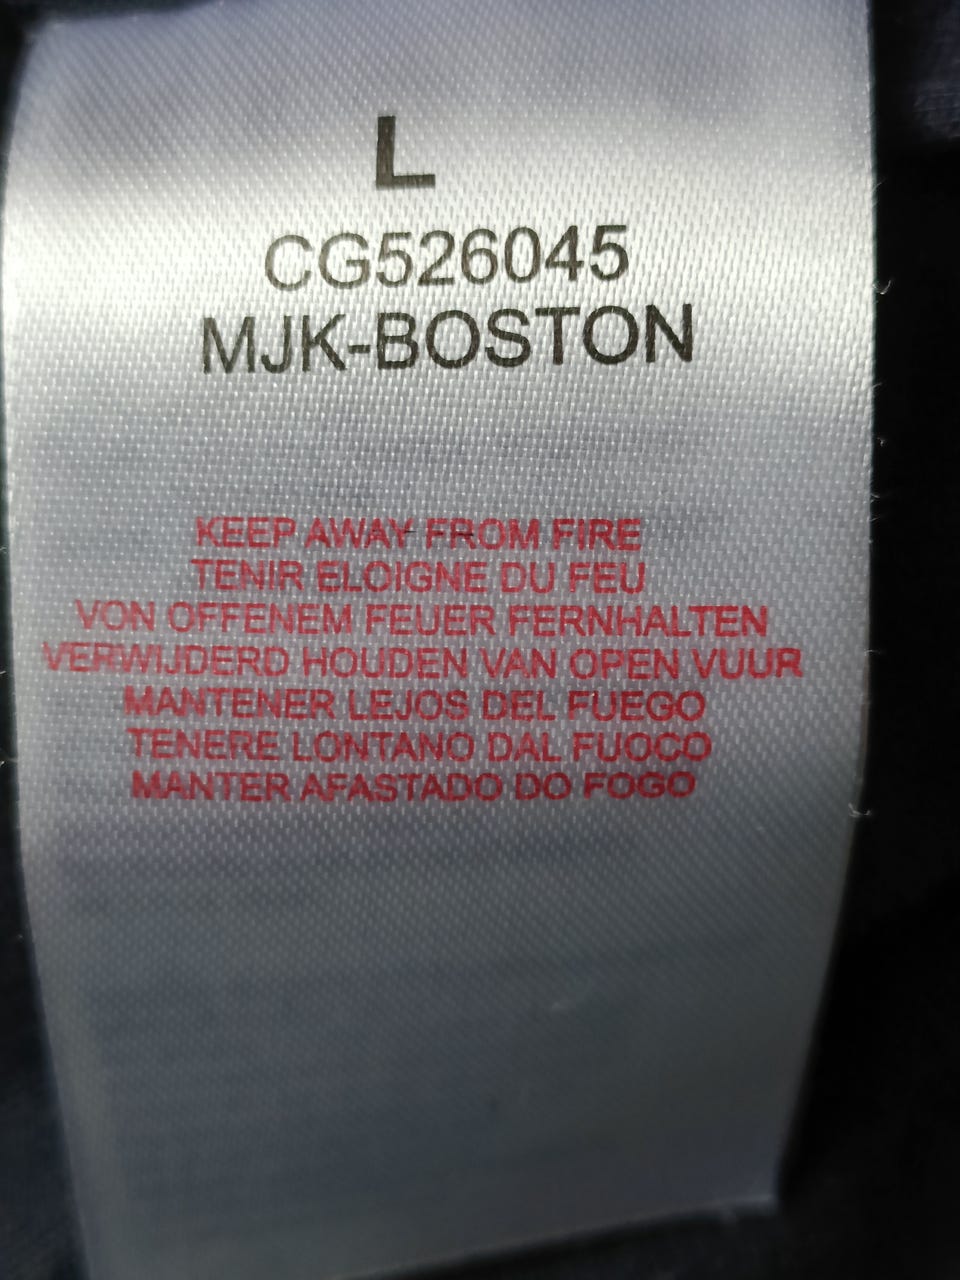 L
CG526045
MJK-BOSTON
KEEP AWAY FROM FIRE
TENIR ELOIGNE DU FEU
VON OFFENEM FEUER FERNHALTEN
VERWIJDERD HOUDEN VAN OPEN VUUR
MANTENER LEJOS DEL FUEGO
TENERE LONTANO DAL FUOCO
MANTER AFASTADO DO FOGO